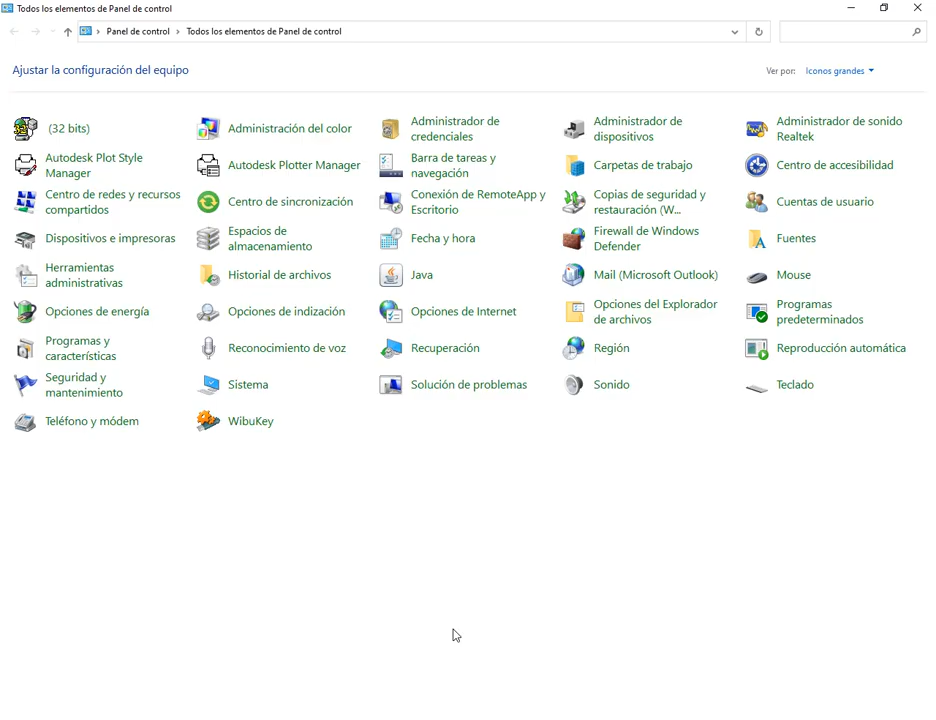 Todos los elementos de Panel de control
Panel de control
Todos los elementos de Panel de control
Ajustar la configuración del equipo
Ver por:
Iconos grandes
(32 bits)
Administración del color
Administrador de
credenciales
Administrador de
dispositivos
Administrador de sonido
Realtek
Autodesk Plot Style
Manager
Autodesk Plotter Manager
Barra de tareas y
navegación
Carpetas de trabajo
Centro de accesibilidad
Centro de redes y recursos
compartidos
Centro de sincronización
Conexión de RemoteApp y
Escritorio
Copias de seguridad y
restauración (W...
Cuentas de usuario
Dispositivos e impresoras
Espacios de
almacenamiento
Fecha y hora
Firewall de Windows
Defender
Fuentes
Herramientas
administrativas
Historial de archivos
Java
Mail (Microsoft Outlook)
Mouse
Opciones de energía
Opciones de indización
Opciones de Internet
Opciones del Explorador
de archivos
Programas
predeterminados
Programas y
características
Reconocimiento de voz
Recuperación
Región
Reproducción automática
Seguridad y
mantenimiento
Sistema
Solución de problemas
Sonido
Teclado
Teléfono y módem
WibuKey